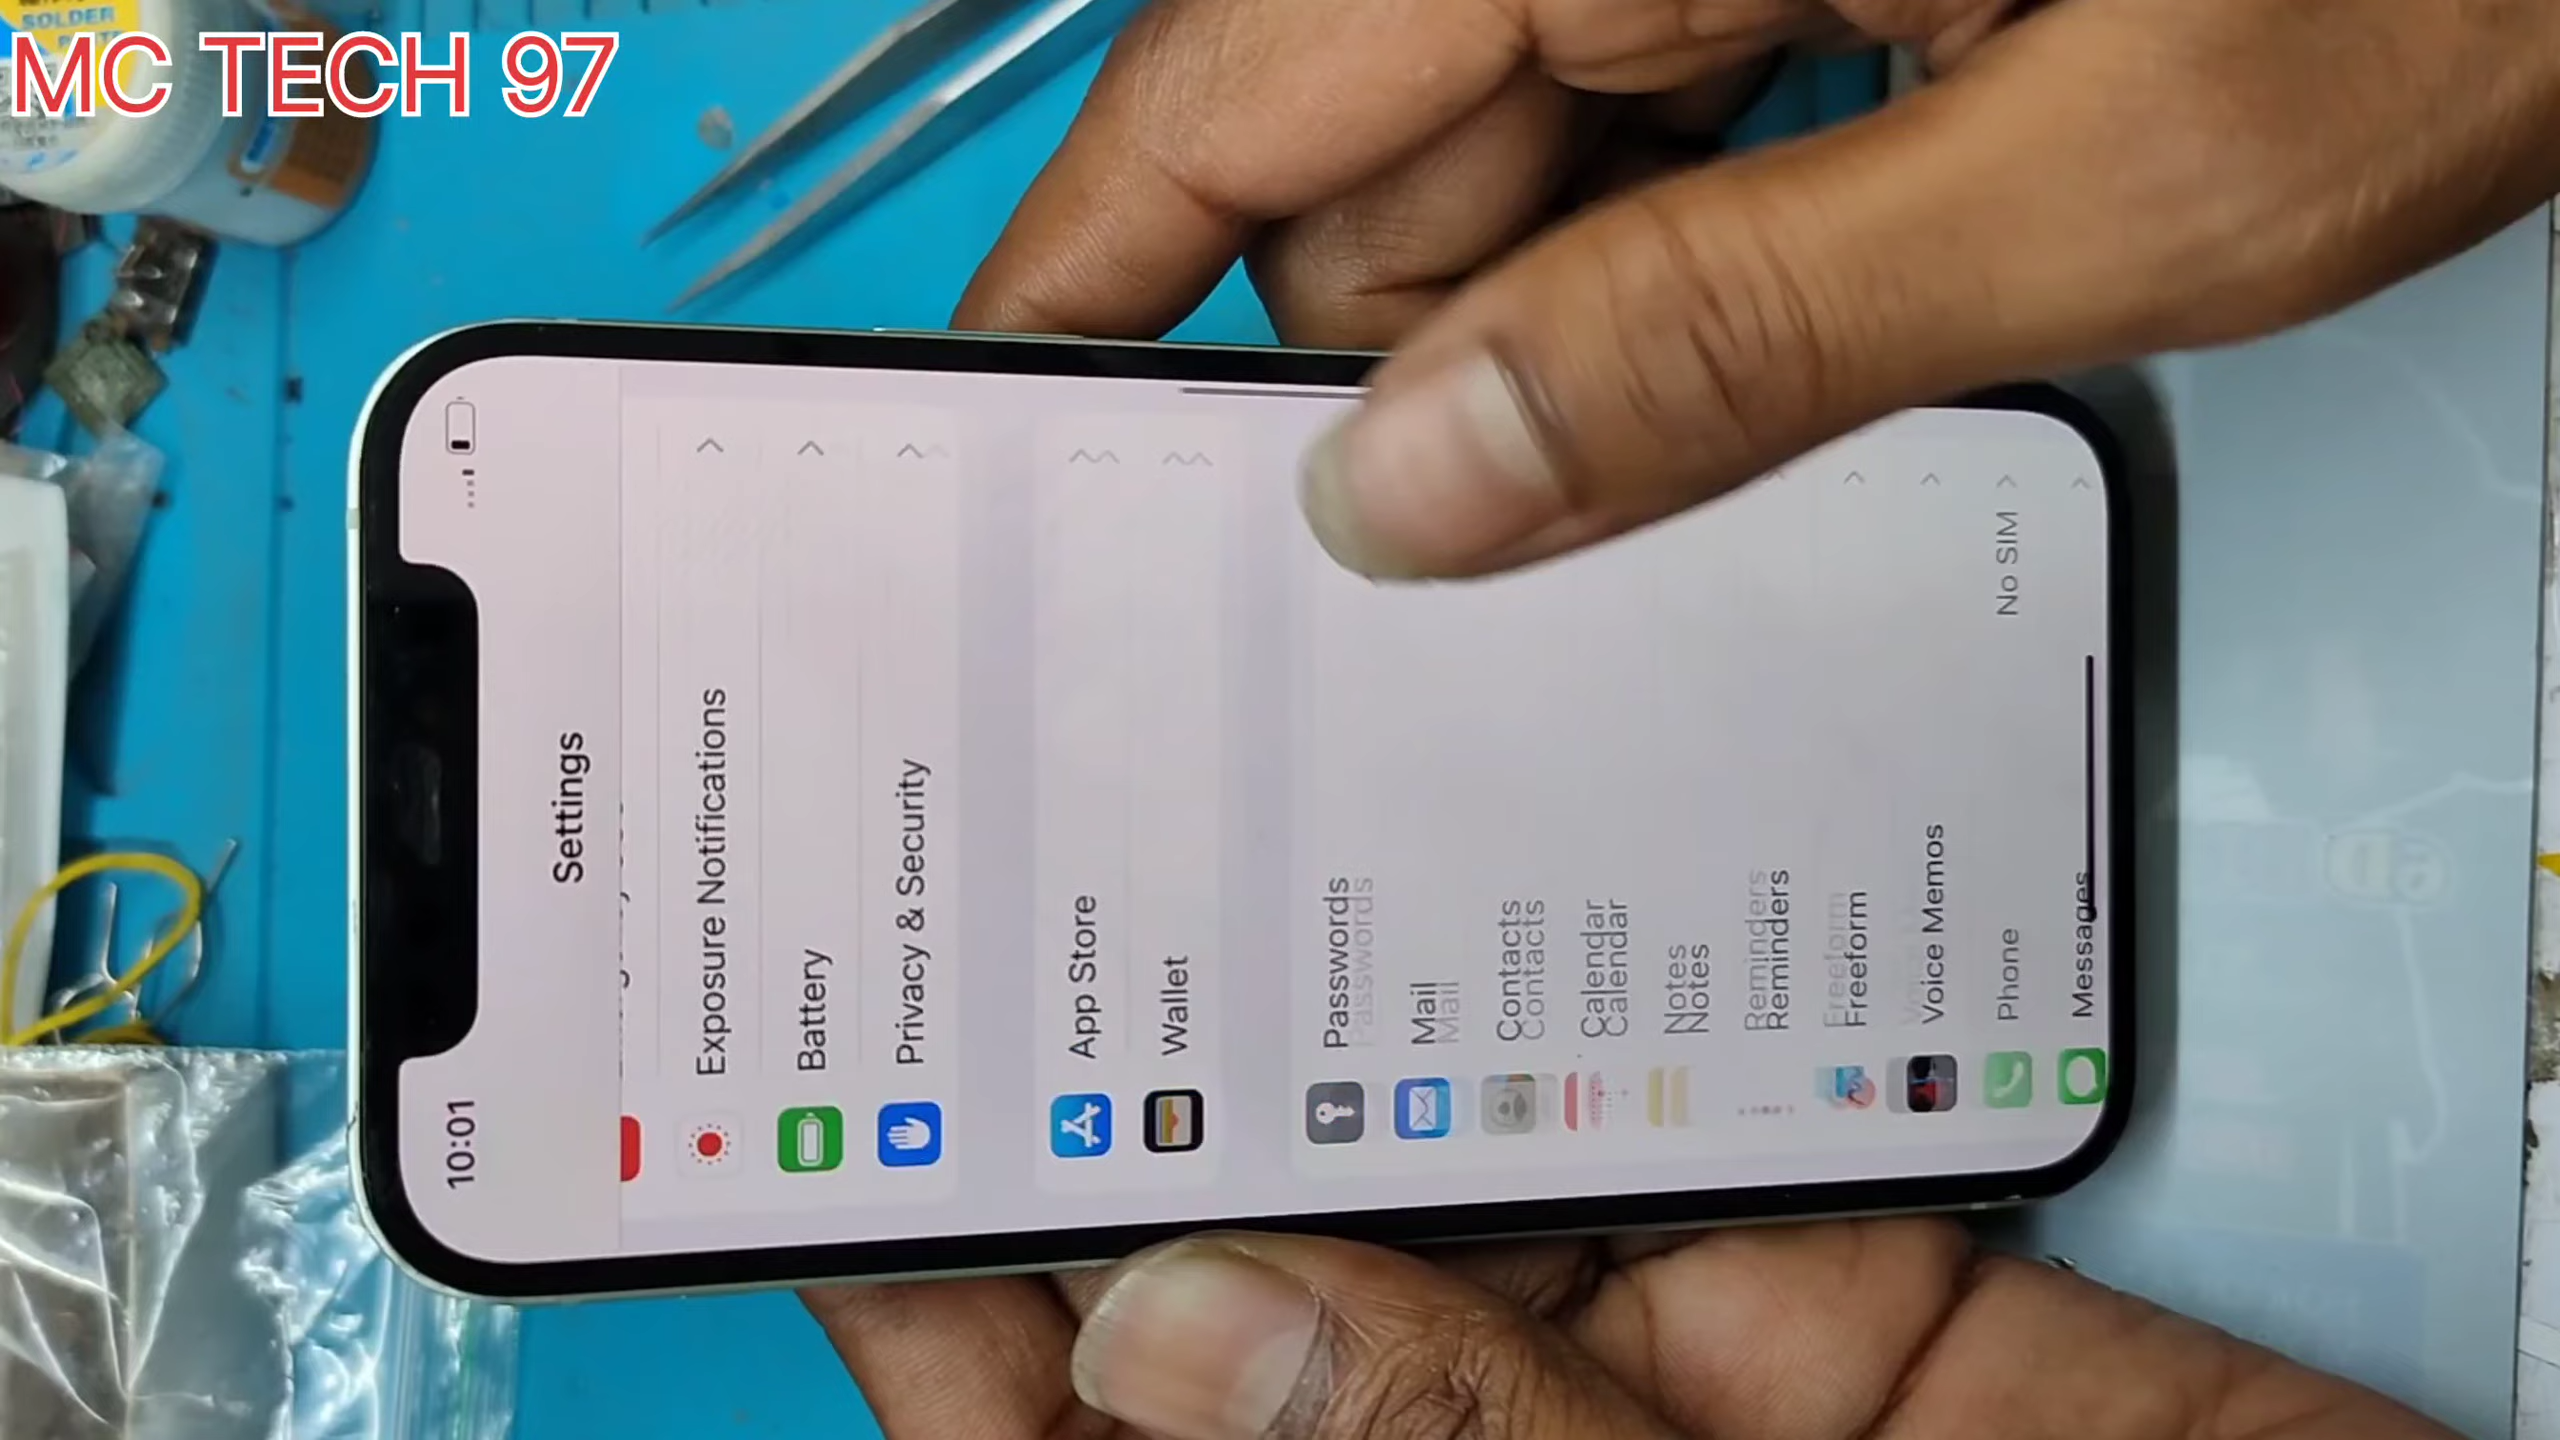 SOLDER
MC TECH 97
10:01
Settings
Exposure Notifications
Battery
Privacy & Security
App Store
Wallet
Passwords
Mail
Contacts
Calendar
Notes
Reminders
Freeform
Voice Memos
Phone
No SIM
Messages